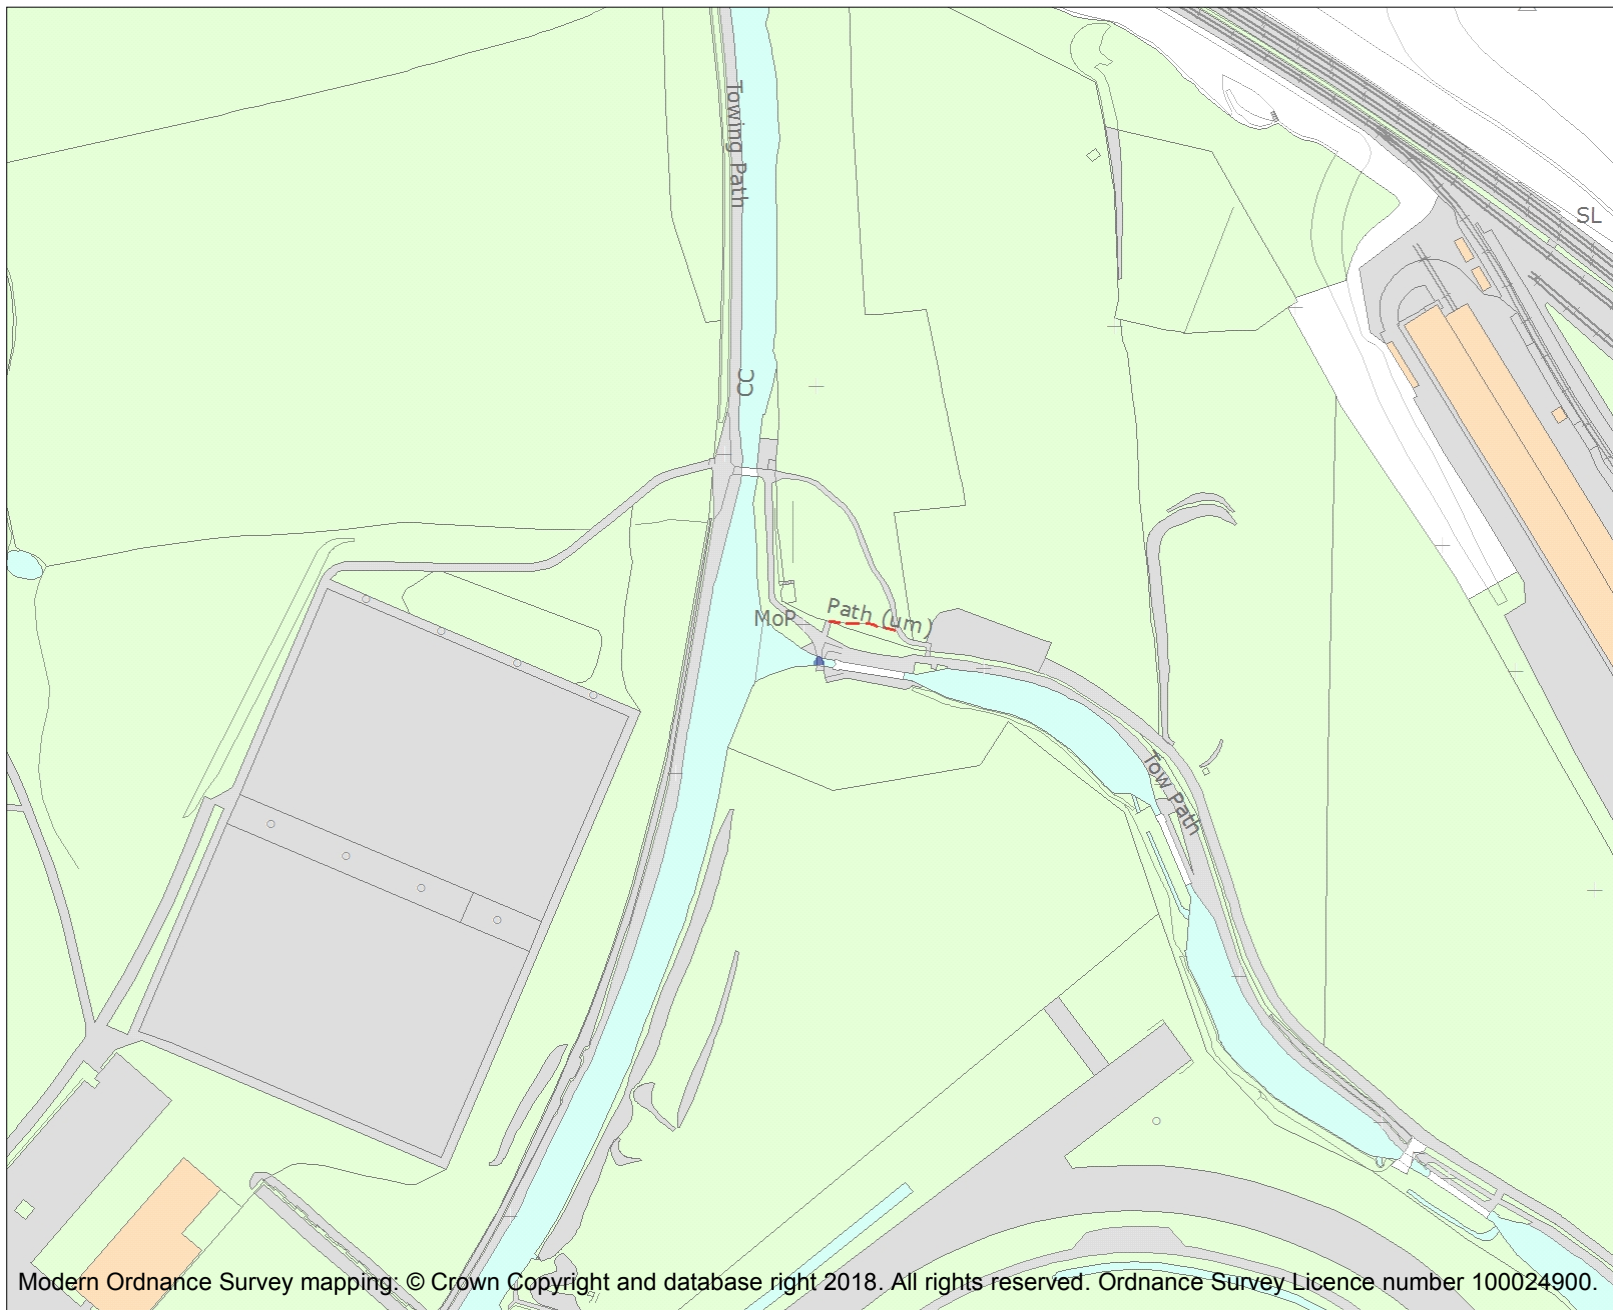 Towing Path
SL
CC
Path (um)
MoP
Tow Path
Modern Ordnance Survey mapping: © Crown Copyright and database right 2018. All rights reserved. Ordnance Survey Licence number 100024900.